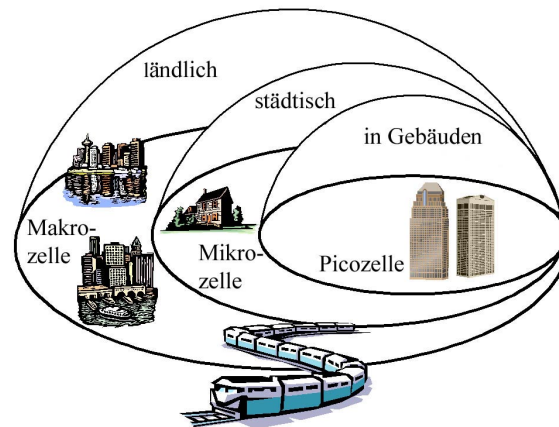 ländlich
städtisch
in Gebäuden
Makro-
zelle
Mikro-
zelle
Picozelle